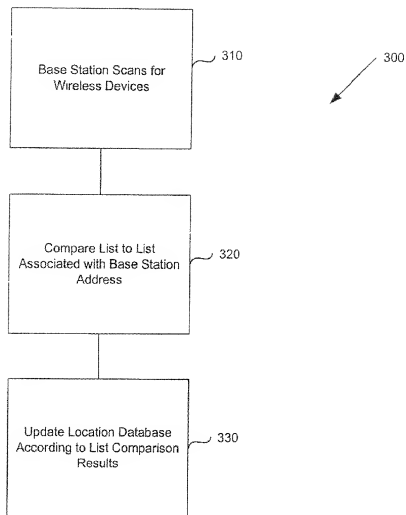 Base Station Scans for
Wireless Devices
310
300
Compare List to List
Associated with Base Station
Address
320
Update Location Database
According to List Comparison
Results
330